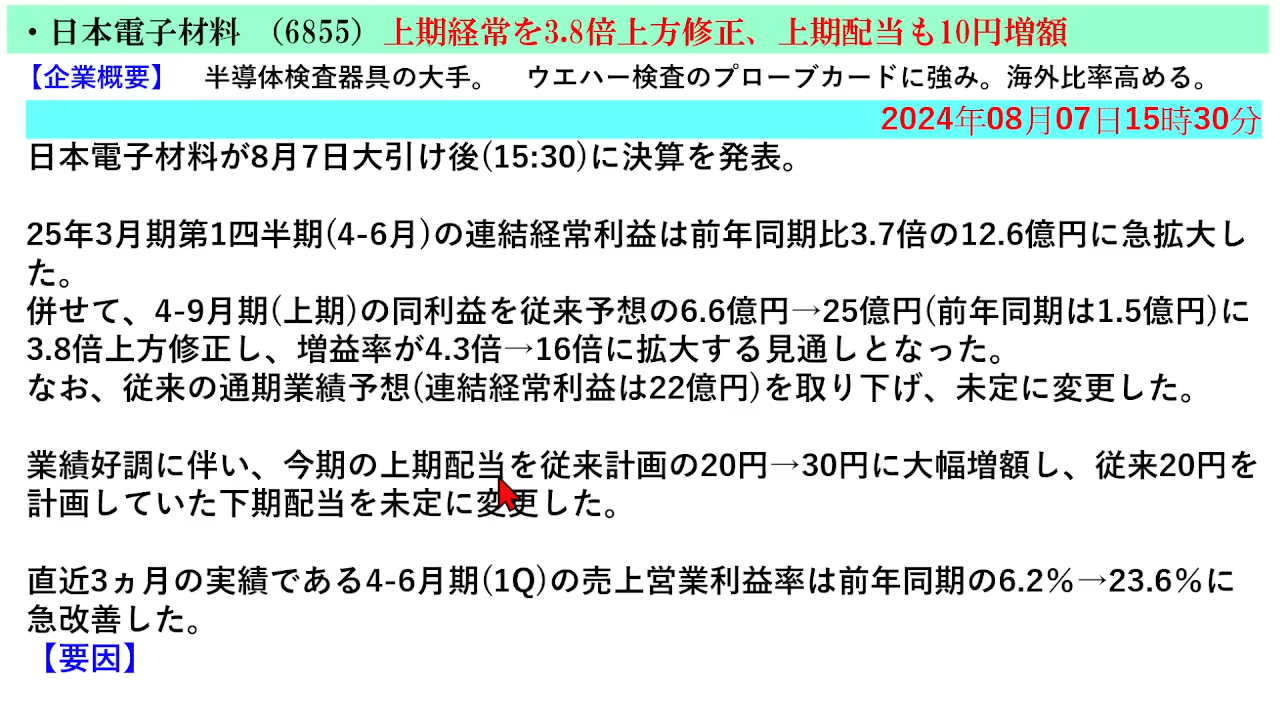 ・日本電子材料 （6855）上期経常を3.8倍上方修正、上期配当も10円増額
【企業概要】 半導体検査器具の大手。 ウエハー検査のプローブカードに強み。海外比率高める。
2024年08月07日15時30分
日本電子材料が8月7日大引け後(15:30)に決算を発表。
25年3月期第1四半期(4-6月)の連結経常利益は前年同期比3.7倍の12.6億円に急拡大し
た。
併せて、4-9月期(上期)の同利益を従来予想の6.6億円→25億円(前年同期は1.5億円)に
3.8倍上方修正し、増益率が4.3倍→16倍に拡大する見通しとなった。
なお、従来の通期業績予想(連結経常利益は22億円)を取り下げ、未定に変更した。
業績好調に伴い、今期の上期配当を従来計画の20円→30円に大幅増額し、従来20円を
計画していた下期配当を未定に変更した。
直近3ヵ月の実績である4-6月期(1Q)の売上営業利益率は前年同期の6.2％→23.6％に
急改善した。
【要因】